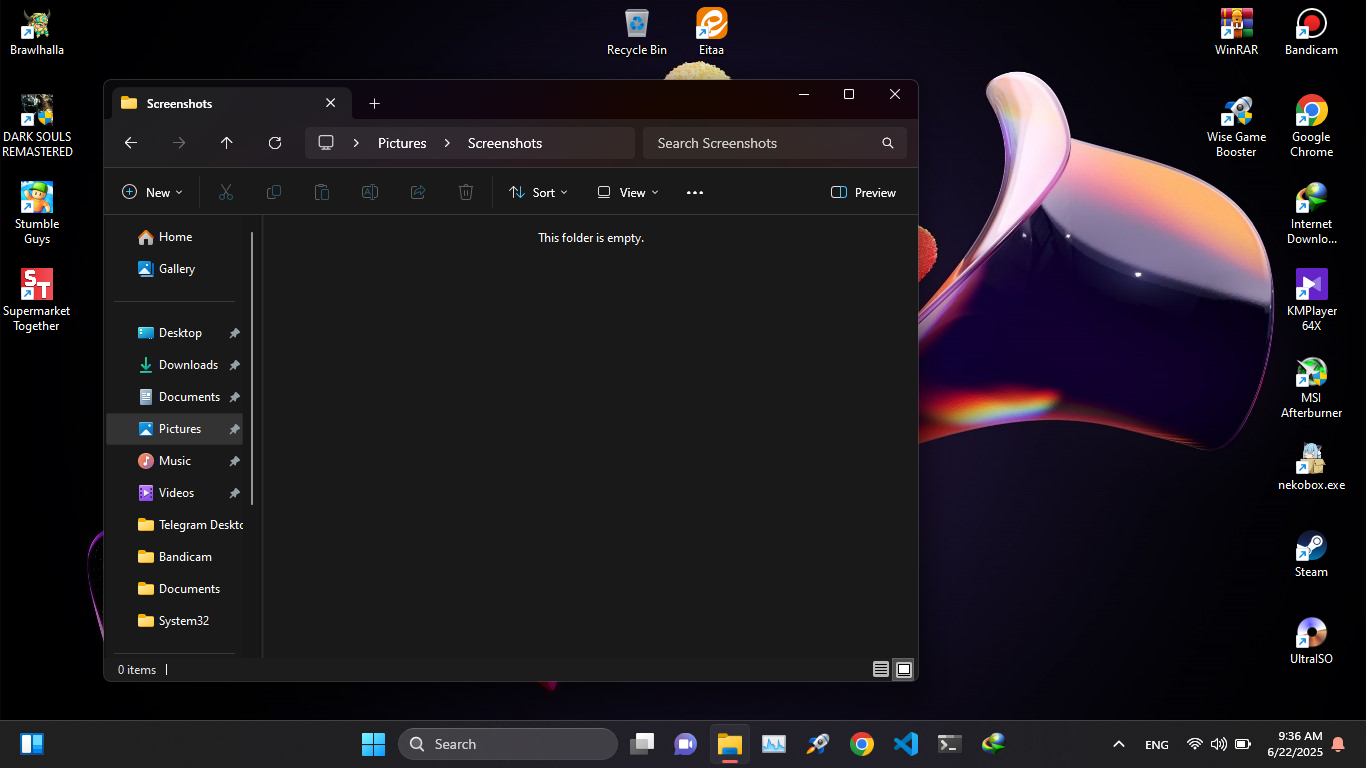 Brawlhalla
DARK SOULS
REMASTERED
Stumble
Guys
Supermarket
Together
Recycle Bin
Eitaa
WinRAR
Bandicam
Wise Game
Booster
Google
Chrome
Internet
Downlo...
KMPlayer
64X
MSI
Afterburner
nekobox.exe
Steam
UltraISO
Screenshots
Pictures
Screenshots
Search Screenshots
New
Sort
View
Preview
Home
Gallery
Desktop
Downloads
Documents
Pictures
Music
Videos
Telegram Deskto
Bandicam
Documents
System32
This folder is empty.
0 items
Search
ENG
9:36 AM
6/22/2025